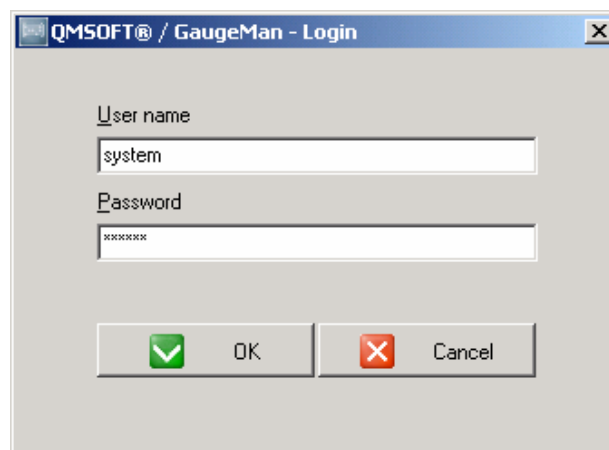 QMSOFT® / GaugeMan - Login
User name
system
Password
******
OK
Cancel